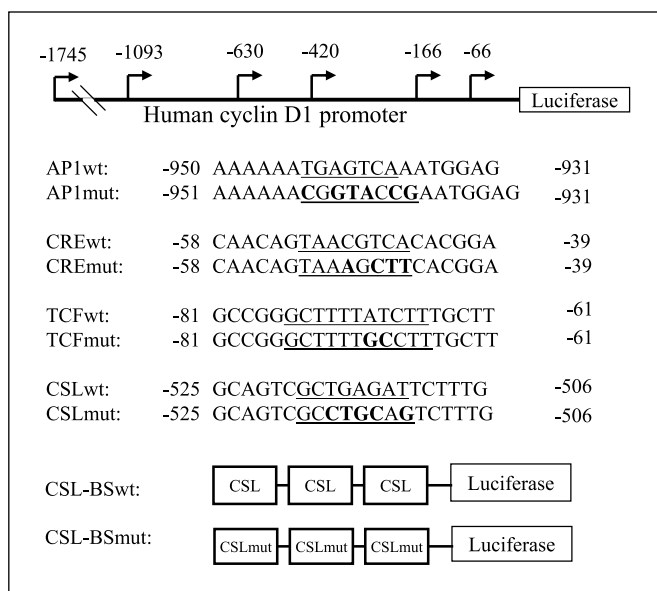 -1745 -1093 -630 -420 -166 -66
Luciferase
Human cyclin D1 promoter
AP1wt: -950 AAAAAATGAGTCAAATGGAG -931
AP1mut: -951 AAAAAACGGTACCGAATGGAG -931
CREwt: -58 CAACAGTAACGTCACACGGA -39
CREmut: -58 CAACAGTAAAGCTTCACGGA -39
TCFwt: -81 GCCGGGCTTTTATCTTTGCTT -61
TCFmut: -81 GCCGGGCTTTTGCCTTTGCTT -61
CSLwt: -525 GCAGTCGCTGAGATTCTTTG -506
CSLmut: -525 GCAGTCGCCTGCAGTCTTTG -506
CSL-BSwt: CSL CSL CSL Luciferase
CSL-BSmut: CSLmut CSLmut CSLmut Luciferase